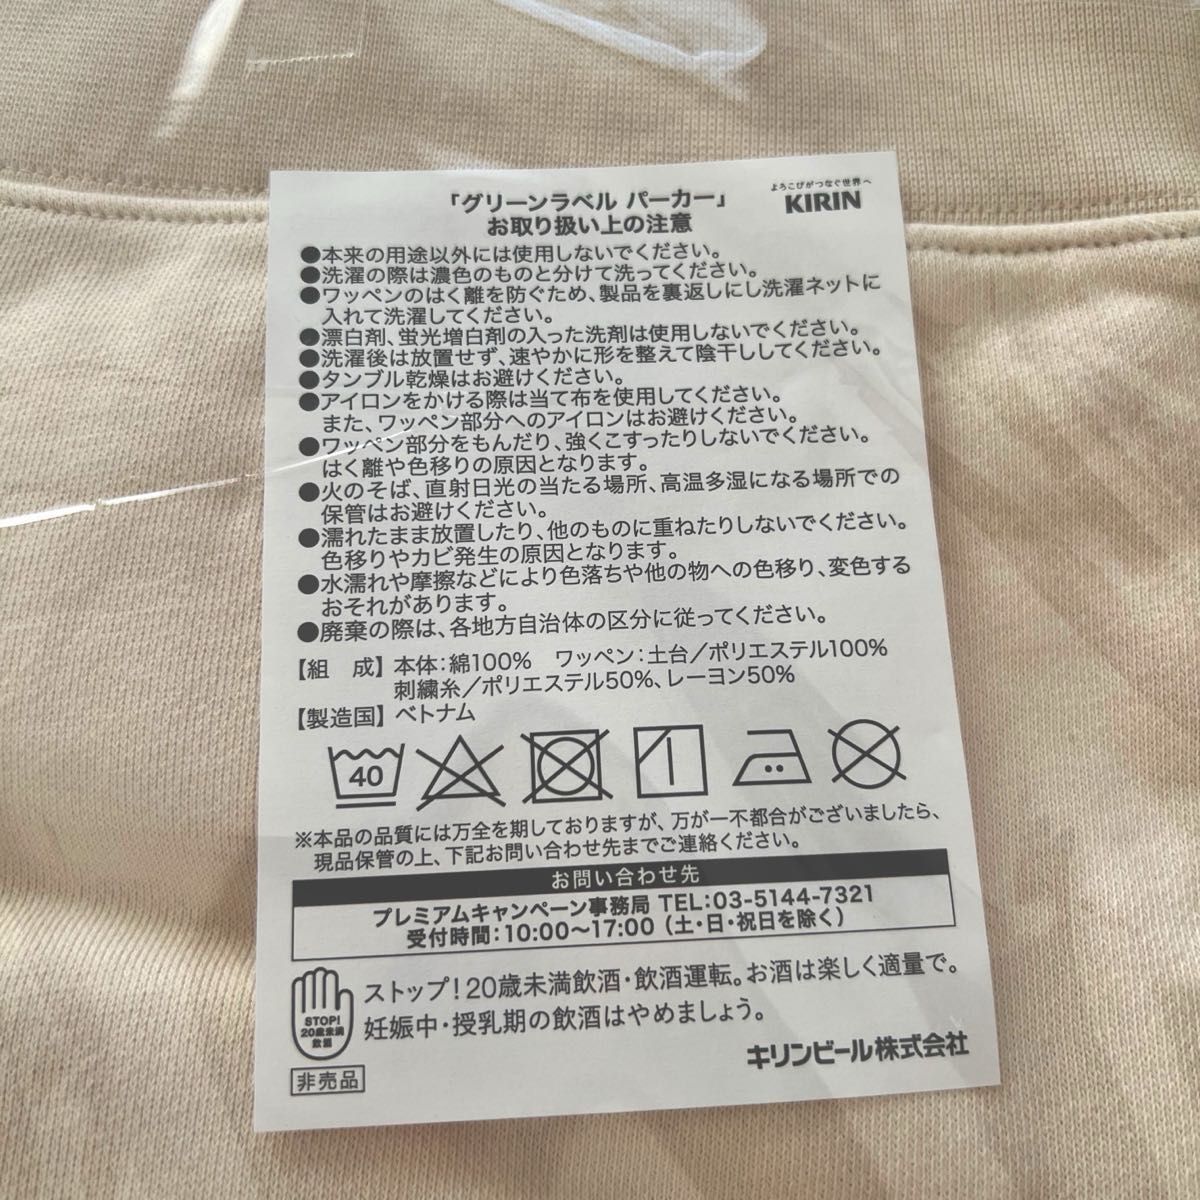 「グリーンラベル パーカー」
お取り扱い上の注意
よろこびがつなぐ世界へ
KIRIN
●本来の用途以外には使用しないでください。
●洗濯の際は濃色のものと分けて洗ってください。
●ワッペンのはく離を防ぐため、製品を裏返しにし洗濯ネットに
入れて洗濯してください。
●漂白剤、蛍光増白剤の入った洗剤は使用しないでください。
●洗濯後は放置せず、速やかに形を整えて陰干ししてください。
●タンブル乾燥はお避けください。
●アイロンをかける際は当て布を使用してください。
また、ワッペン部分へのアイロンはお避けください。
●ワッペン部分をもんだり、強くこすったりしないでください。
はく離や色移りの原因となります。
●火のそば、直射日光の当たる場所、高温多湿になる場所での
保管はお避けください。
●濡れたまま放置したり、他のものに重ねたりしないでください。
色移りやカビ発生の原因となります。
●水濡れや摩擦などにより色落ちや他の物への色移り、変色する
おそれがあります。
●廃棄の際は、各地方自治体の区分に従ってください。
【組　成】本体：綿100%　ワッペン：土台／ポリエステル100%
刺繍糸／ポリエステル50%、レーヨン50%
【製造国】ベトナム
40
※本品の品質には万全を期しておりますが、万が一不都合がございましたら、
現品保管の上、下記お問い合わせ先までご連絡ください。
お問い合わせ先
プレミアムキャンペーン事務局 TEL：03-5144-7321
受付時間：10:00～17:00（土・日・祝日を除く）
STOP!
20歳未満
飲酒
ストップ！20歳未満飲酒・飲酒運転。お酒は楽しく適量で。
妊娠中・授乳期の飲酒はやめましょう。
キリンビール株式会社
非売品